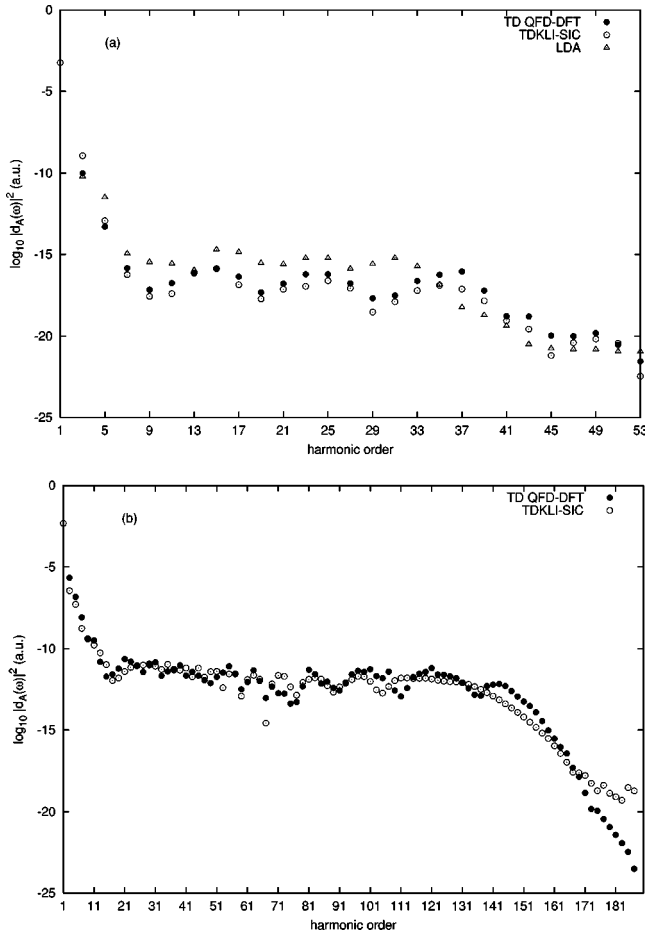 (a)
TD QFD-DFT
TDKLI-SIC
LDA
0
-5
-10
-15
-20
-25
log₁₀ |d_A(ω)|² (a.u.)
1 5 9 13 17 21 25 29 33 37 41 45 49 53
harmonic order
(b)
TD QFD-DFT
TDKLI-SIC
0
-5
-10
-15
-20
-25
log₁₀ |d_A(ω)|² (a.u.)
1 11 21 31 41 51 61 71 81 91 101 111 121 131 141 151 161 171 181
harmonic order